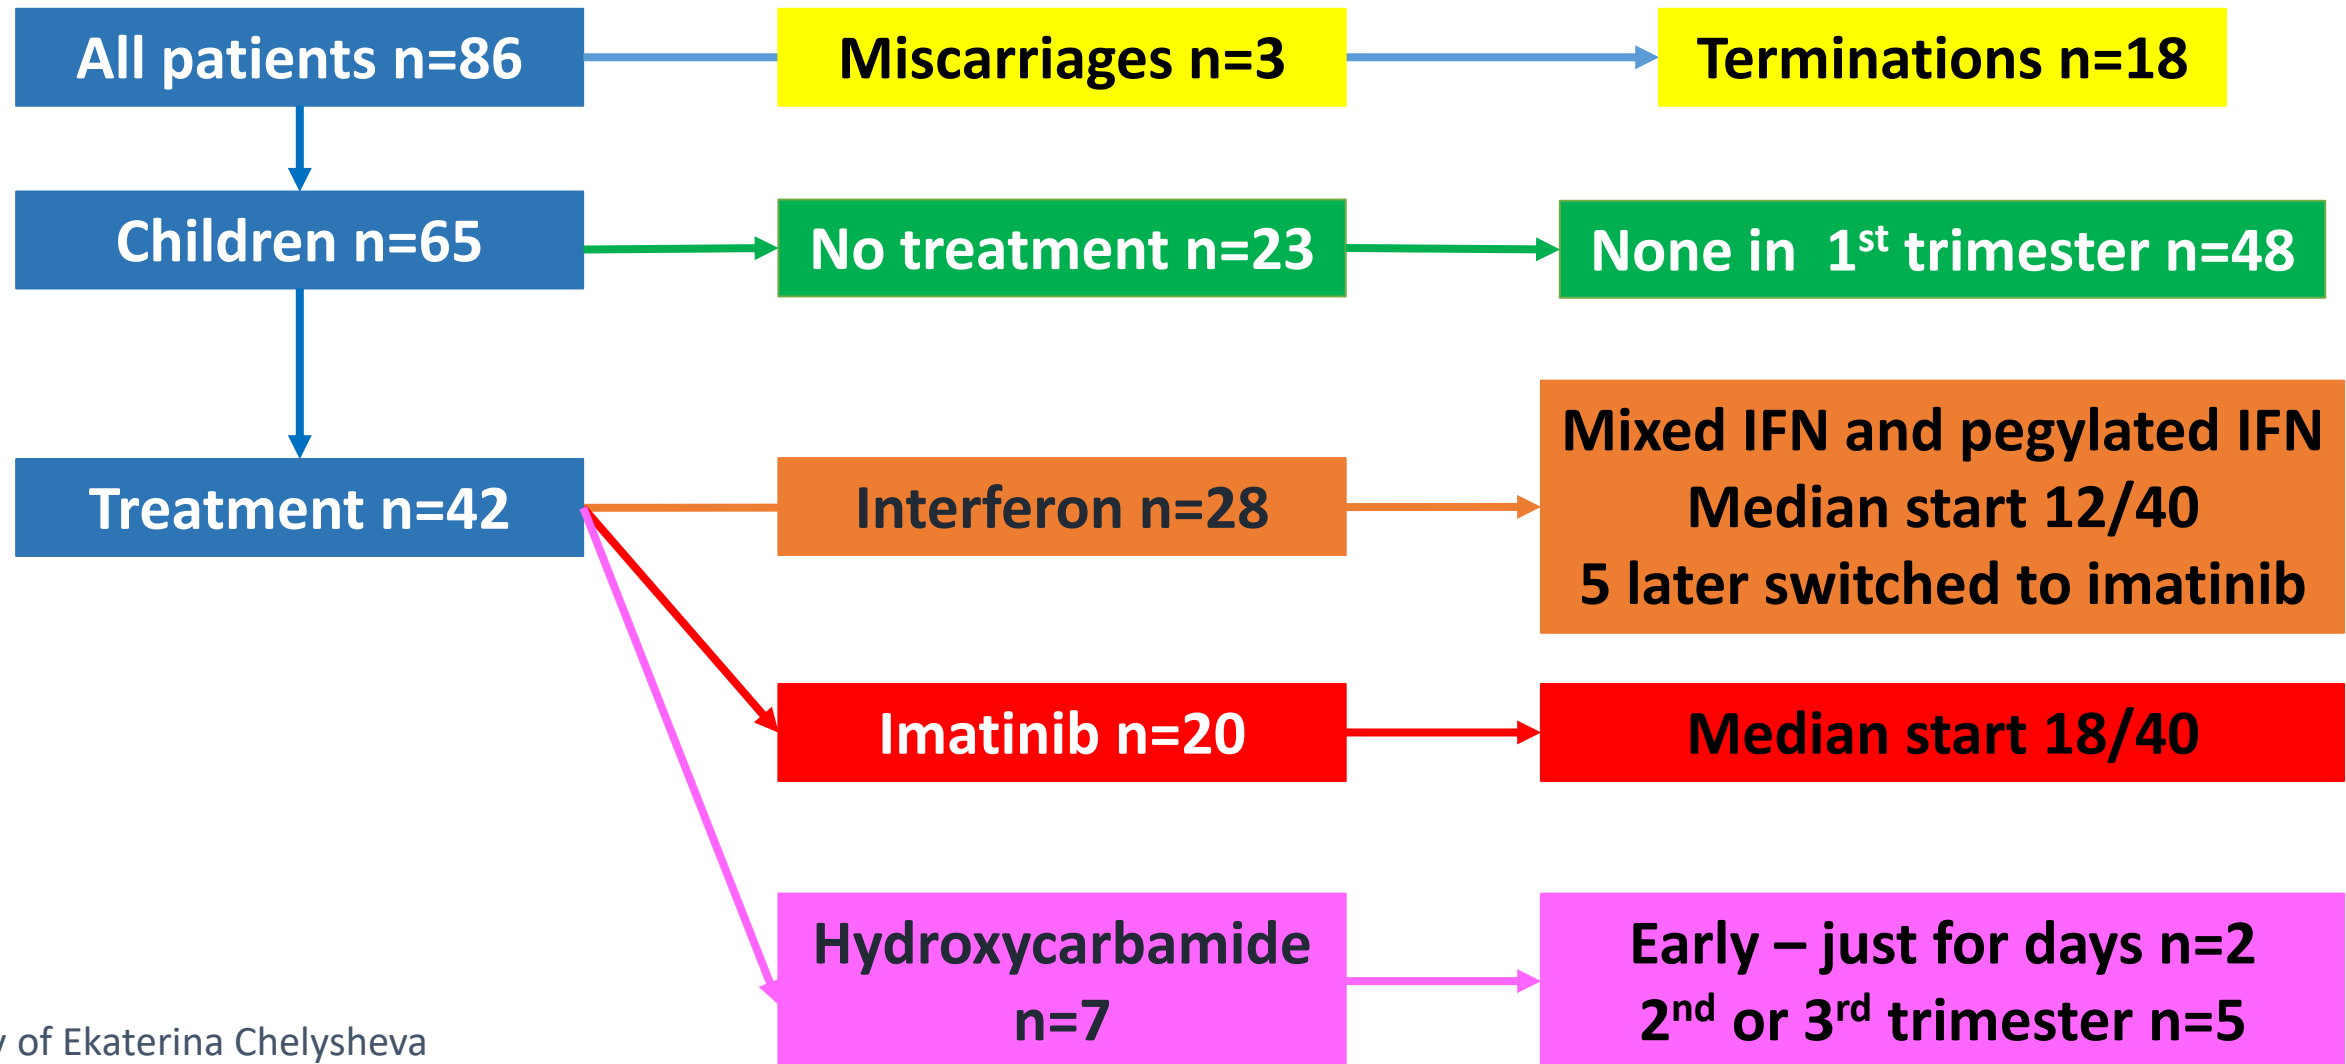 All patients n=86
Miscarriages n=3
Terminations n=18
Children n=65
No treatment n=23
None in 1st trimester n=48
Treatment n=42
Interferon n=28
Mixed IFN and pegylated IFN
Median start 12/40
5 later switched to imatinib
Imatinib n=20
Median start 18/40
Hydroxycarbamide
n=7
Early – just for days n=2
2nd or 3rd trimester n=5
of Ekaterina Chelysheva